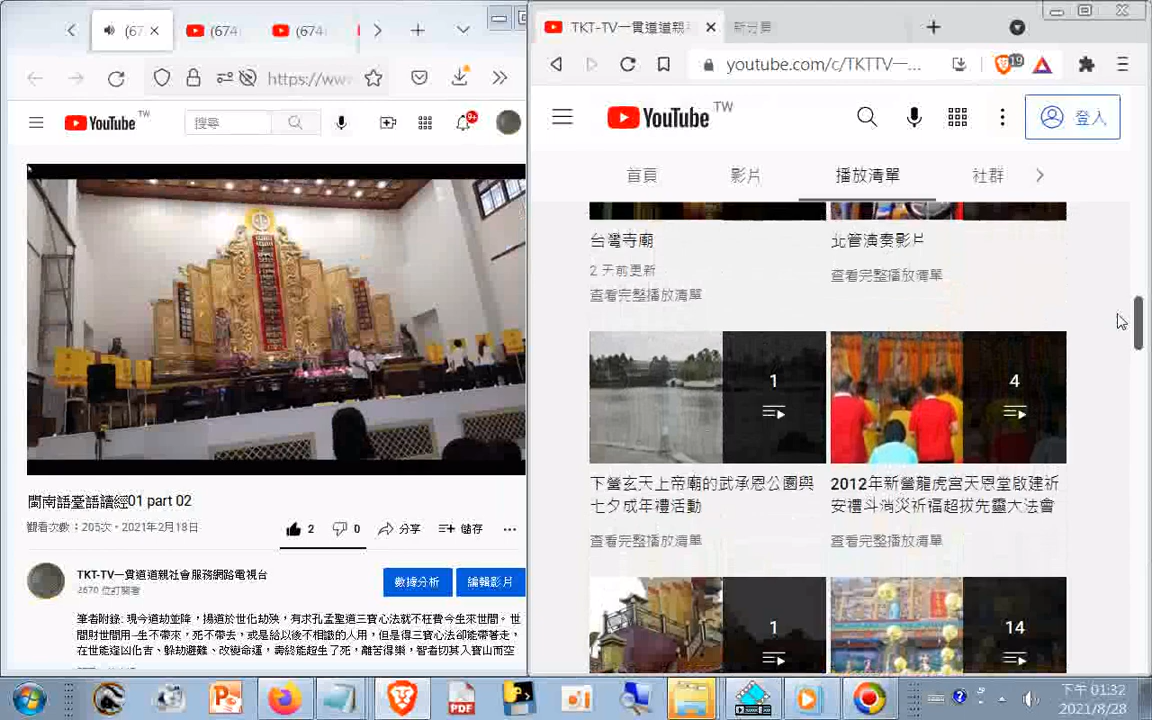 (67
(674
(674
https://www
YouTube TW
搜尋
9+
閩南語臺語讀經01 part 02
觀看次數：205次・2021年2月18日
2
0
分享
儲存
TKT-TV一貫道道親社會服務網路電視台
2670 位訂閱者
數據分析
編輯影片
筆者附錄: 現今道劫並降，揚道於世化劫殃，有求孔孟聖道三寶心法就不枉費今生來世間。世
間財世間用—生不帶來，死不帶去，或是給以後不相識的人用，但是得三寶心法卻能帶著走，
在世能逢凶化吉、躲劫避難、改變命運，壽終能超生了死，離苦得樂，智者切莫入寶山而空
TKT-TV一貫道道親社
新分頁
youtube.com/c/TKTTV一...
19
YouTube TW
登入
首頁
影片
播放清單
社群
台灣寺廟
2 天前更新
查看完整播放清單
北管演奏影片
查看完整播放清單
1
下營玄天上帝廟的武承恩公園與
七夕成年禮活動
查看完整播放清單
4
2012年新營龍虎宮天恩堂啟建祈
安禮斗消災祈福超拔先靈大法會
查看完整播放清單
1
14
PDF
下午 01:32
2021/8/28